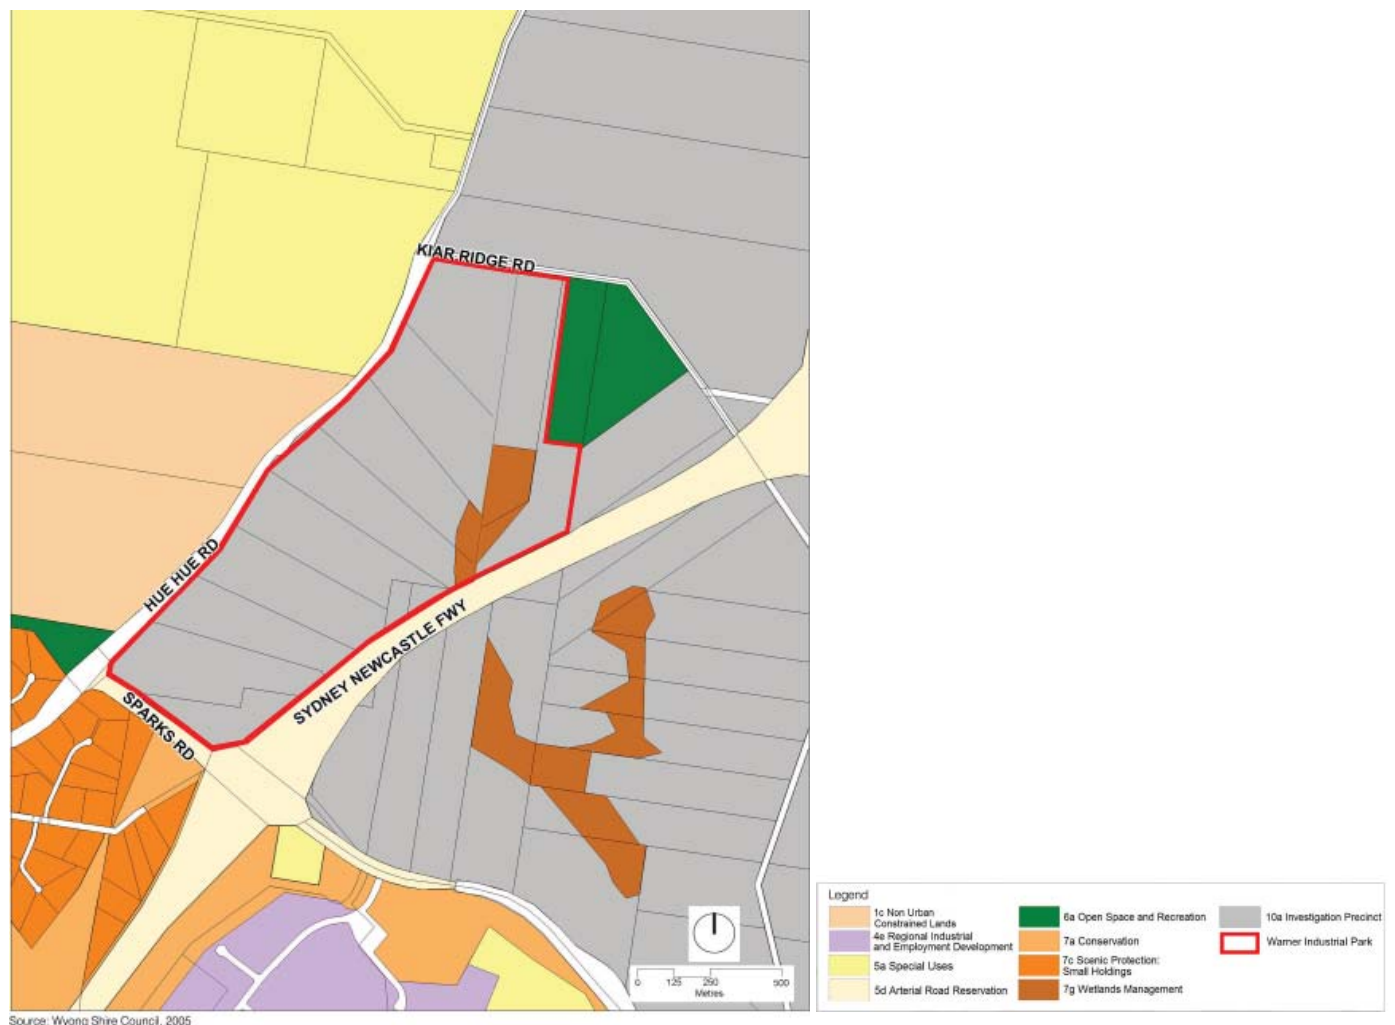 KIAR RIDGE RD
HUE HUE RD
SYDNEY NEWCASTLE FWY
SPARKS RD
0 125 250 500
Metres
Legend
1c Non Urban
Constrained Lands
4e Regional Industrial
and Employment Development
5a Special Uses
5d Arterial Road Reservation
6a Open Space and Recreation
7a Conservation
7c Scenic Protection:
Small Holdings
7g Wetlands Management
10a Investigation Precinct
Warner Industrial Park
Source: Wyong Shire Council, 2005